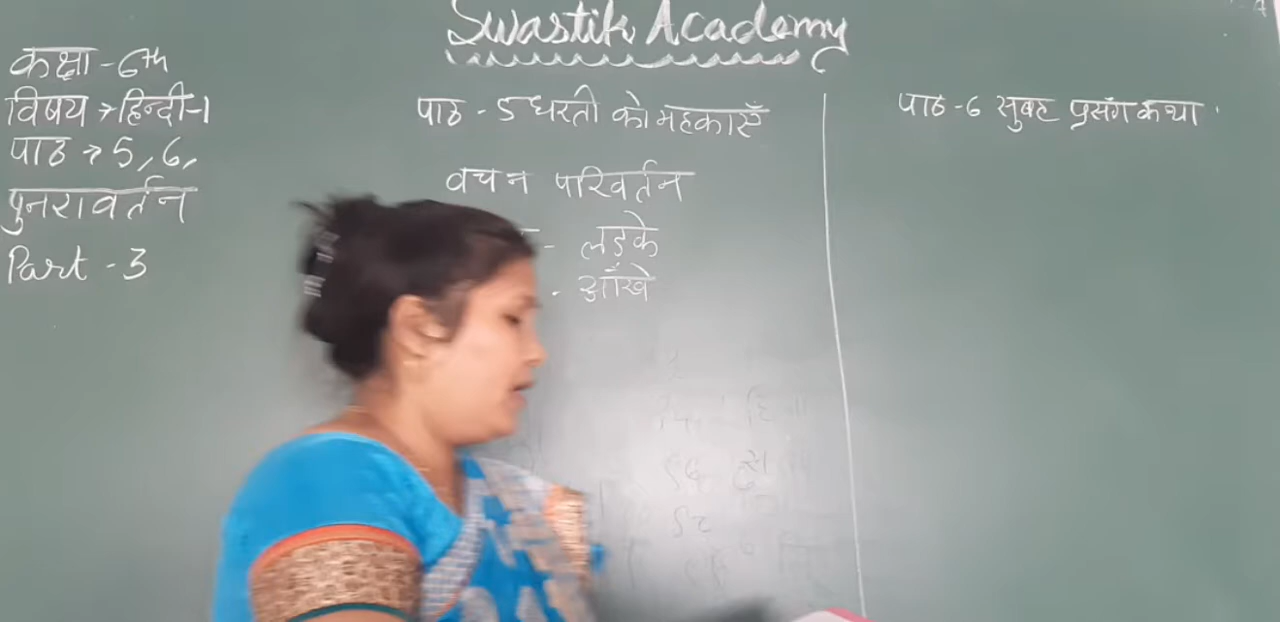 Swastik Academy
कक्षा - 6th
विषय → हिन्दी-1
पाठ → 5, 6,
पुनरावर्तन
Part - 3
पाठ - 5 धरती को महकाएँ
वचन परिवर्तन
- लड़के
- आँखे
पाठ - 6 सुबह प्रसंग कथा